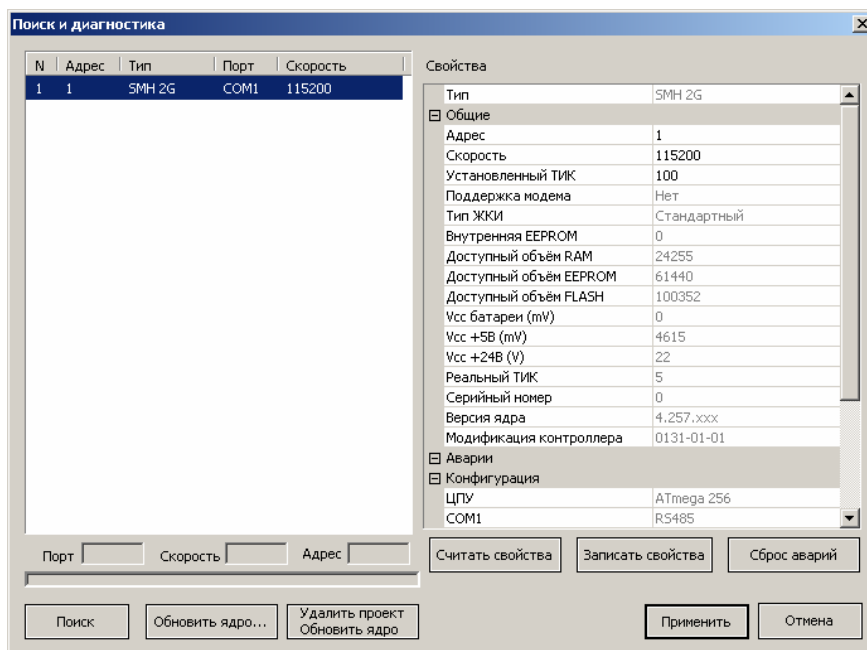 Поиск и диагностика
N Адрес Тип Порт Скорость
1 1 SMH 2G COM1 115200
Свойства
Тип SMH 2G
Общие
Адрес 1
Скорость 115200
Установленный ТИК 100
Поддержка модема Нет
Тип ЖКИ Стандартный
Внутренняя EEPROM 0
Доступный объём RAM 24255
Доступный объём EEPROM 61440
Доступный объём FLASH 100352
Vcc батареи (mV) 0
Vcc +5В (mV) 4615
Vcc +24В (V) 22
Реальный ТИК 5
Серийный номер 0
Версия ядра 4.257.xxx
Модификация контроллера 0131-01-01
Аварии
Конфигурация
ЦПУ ATmega 256
COM1 RS485
Порт Скорость Адрес
Считать свойства Записать свойства Сброс аварий
Поиск Обновить ядро... Удалить проект
Обновить ядро
Применить Отмена